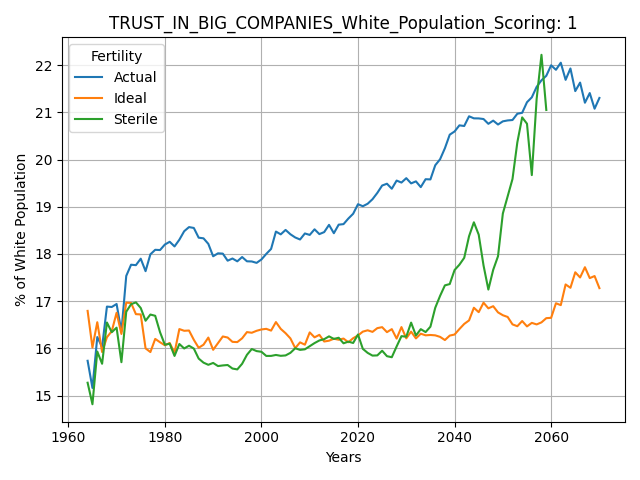 TRUST_IN_BIG_COMPANIES_White_Population_Scoring: 1
Fertility
Actual
Ideal
Sterile
% of White Population
22
21
20
19
18
17
16
15
1960
1980
2000
2020
2040
2060
Years